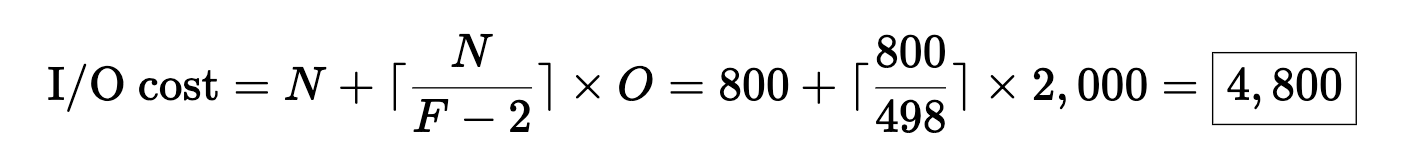 I/O cost = N + ⌈N/(F − 2)⌉ × O = 800 + ⌈800/498⌉ × 2,000 = 4,800